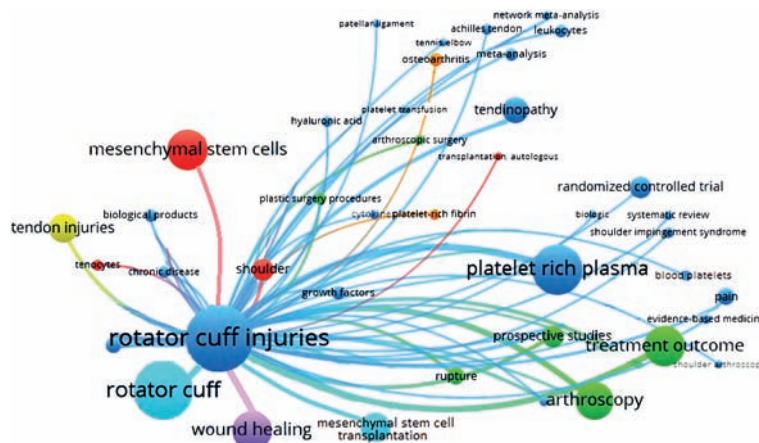 patellar ligament
network meta-analysis
achilles tendon
leukocytes
tennis elbow
meta-analysis
osteoarthritis
platelet transfusion
tendinopathy
hyaluronic acid
arthroscopic surgery
mesenchymal stem cells
transplantation, autologous
randomized controlled trial
plastic surgery procedures
biological products
cytokine
platelet-rich fibrin
biologic
systematic review
tendon injuries
shoulder impingement syndrome
tenocytes
chronic disease
shoulder
platelet rich plasma
blood platelets
growth factors
pain
evidence-based medicin
rotator cuff injuries
prospective studies
treatment outcome
shoulder arthroscop
rupture
rotator cuff
arthroscopy
wound healing
mesenchymal stem cell
transplantation